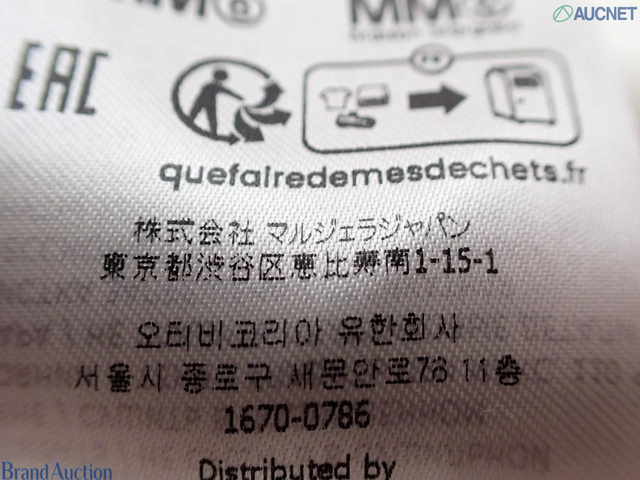 MM® MM
AUCNET
EAC
FR
quefairedemesdechets.fr
株式会社 マルジェラジャパン
東京都渋谷区恵比寿南1-15-1
오티비코리아 유한회사
서울시 종로구 새문안로76 11층
1670-0786
Distributed by
Brand Auction